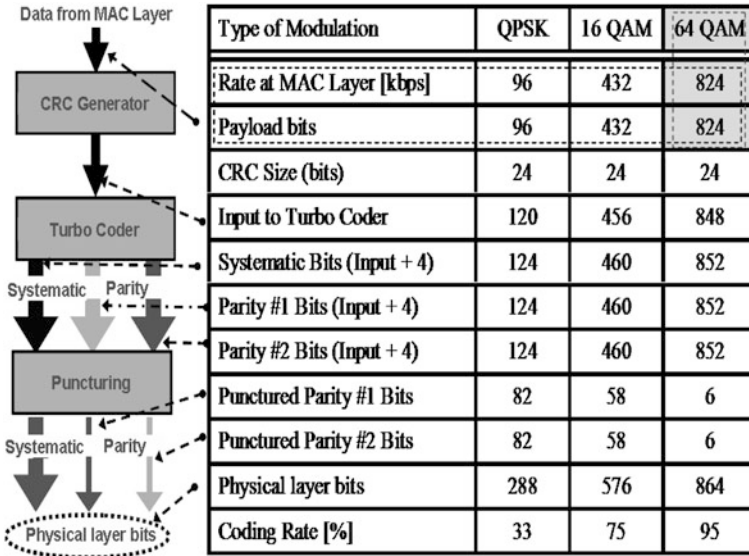 Data from MAC Layer
CRC Generator
Turbo Coder
Systematic Parity
Puncturing
Systematic Parity
Physical layer bits
Type of Modulation QPSK 16 QAM 64 QAM
Rate at MAC Layer [kbps] 96 432 824
Payload bits 96 432 824
CRC Size (bits) 24 24 24
Input to Turbo Coder 120 456 848
Systematic Bits (Input + 4) 124 460 852
Parity #1 Bits (Input + 4) 124 460 852
Parity #2 Bits (Input + 4) 124 460 852
Punctured Parity #1 Bits 82 58 6
Punctured Parity #2 Bits 82 58 6
Physical layer bits 288 576 864
Coding Rate [%] 33 75 95